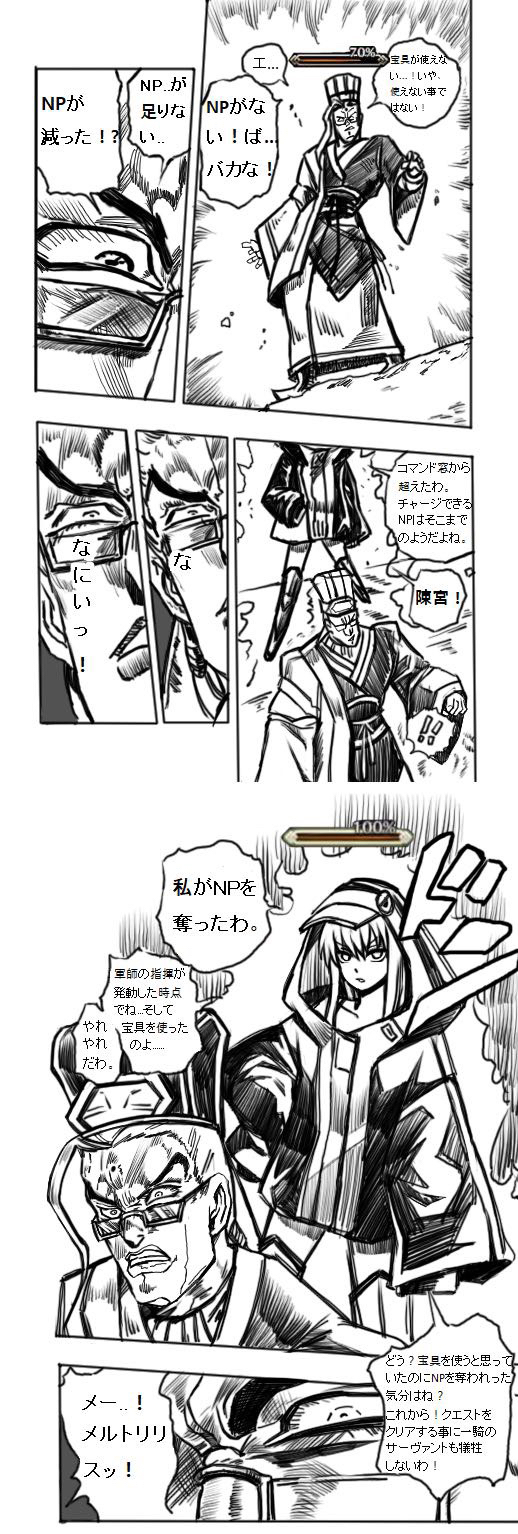 宝具が使えな
い...！いや、
使えない事で
はない！
70%
エ...
NPがな
い！ば...
バカな！
NP..が
足りな
い..
NPが
減った！?
コマンド窓から
超えたわ。
チャージできる
NPはそこまで
のようだよね。
陳宮！
!!
な
なにいっ！
100%
ドドン
私がNPを
奪ったわ。
軍師の指揮が
発動した時点
でね...そして
宝具を使った
のよ.....
やれ
やれ
だわ。
どう？宝具を使うと思って
いたのにNPを奪われった
気分はね？
これから！クエストを
クリアする事に一騎の
サーヴァントも犠牲
しないわ！
メー..！
メルトリリ
スッ！